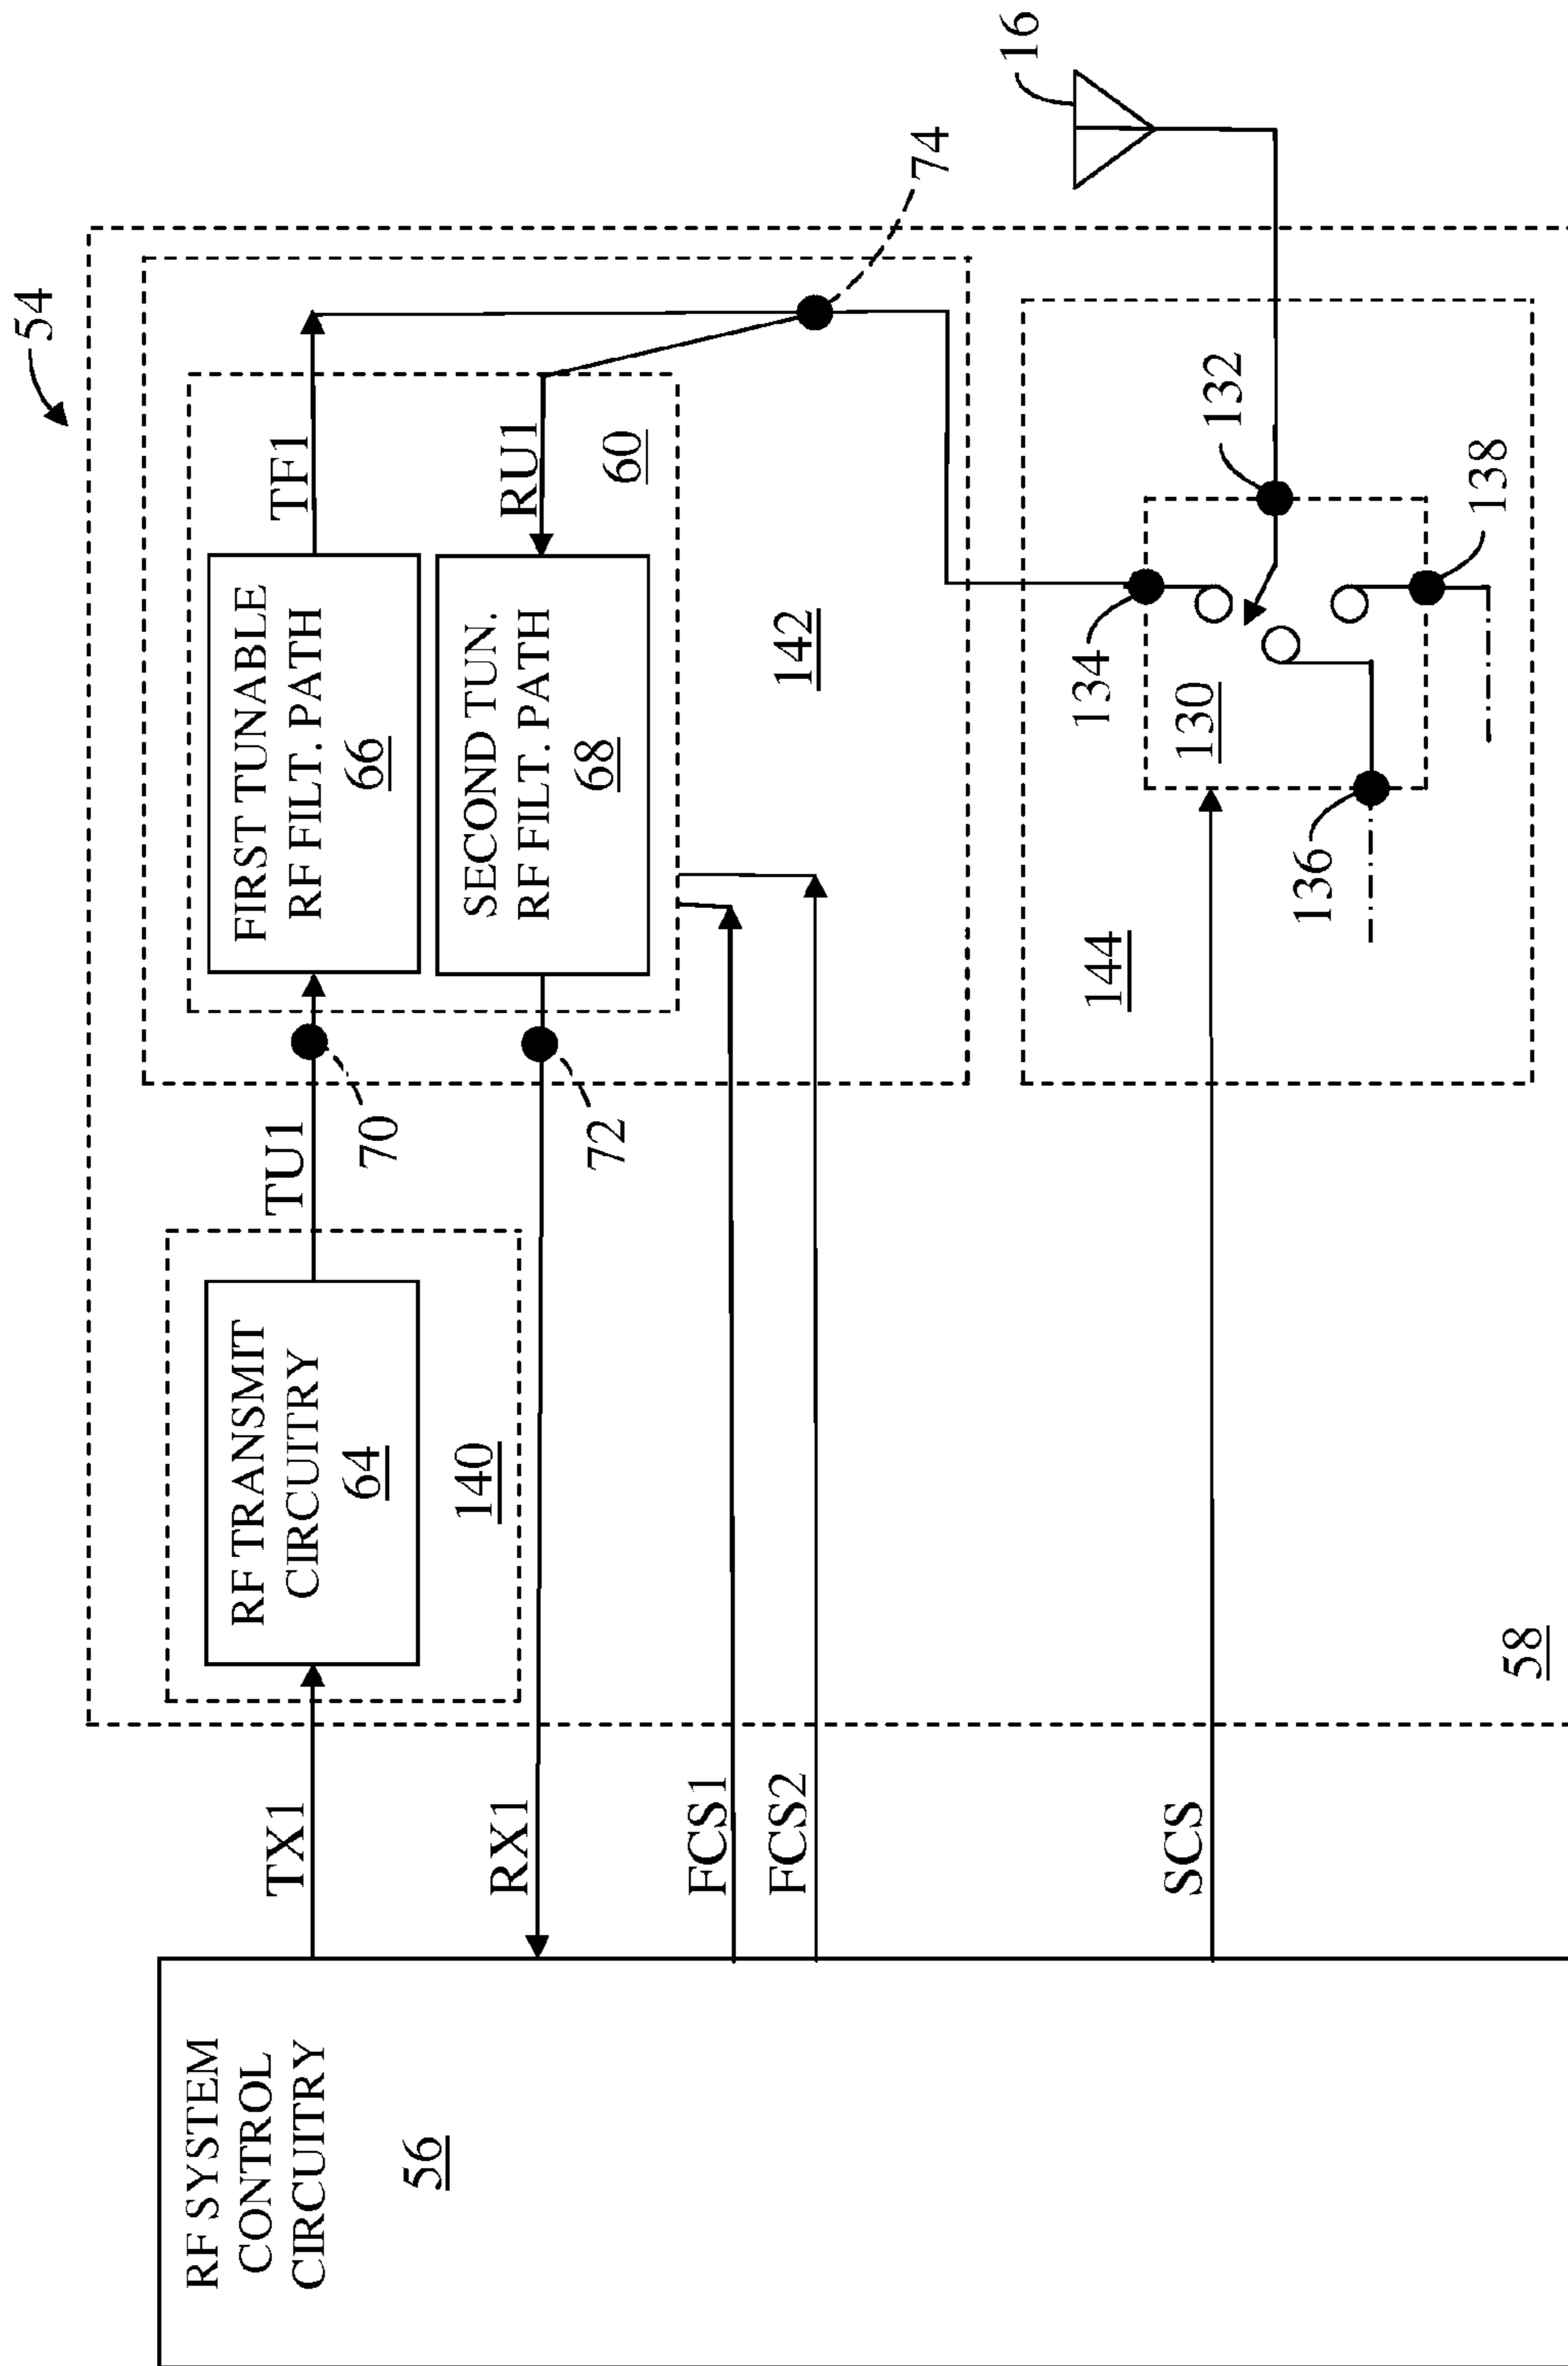 54
RF SYSTEM
CONTROL
CIRCUITRY
56
TX1
RF TRANSMIT
CIRCUITRY
64
140
TU1
70
FIRST TUNABLE
RF FILT. PATH
66
TF1
RX1
72
SECOND TUN.
RF FILT. PATH
68
RU1
60
74
FCS1
FCS2
142
16
SCS
144
134
130
132
136
138
58